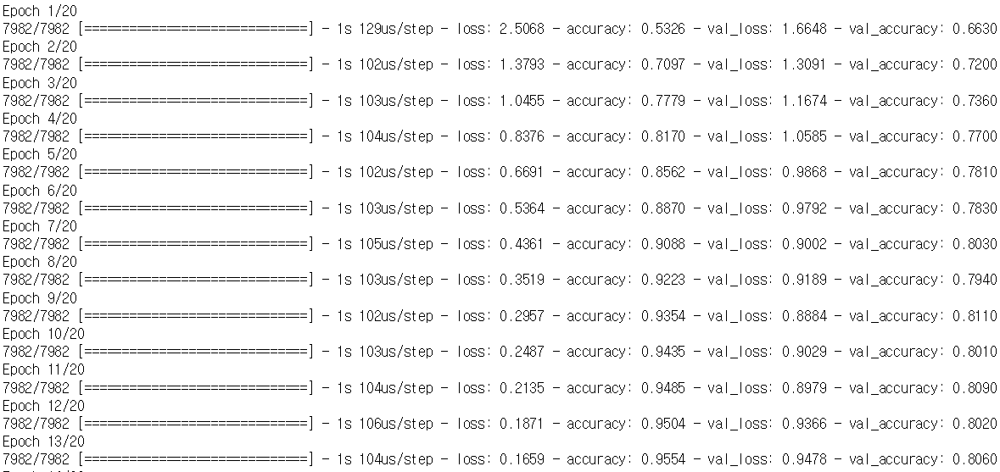 Epoch 1/20
7982/7982 [==============================] - 1s 129us/step - loss: 2.5068 - accuracy: 0.5326 - val_loss: 1.6648 - val_accuracy: 0.6630
Epoch 2/20
7982/7982 [==============================] - 1s 102us/step - loss: 1.3793 - accuracy: 0.7097 - val_loss: 1.3091 - val_accuracy: 0.7200
Epoch 3/20
7982/7982 [==============================] - 1s 103us/step - loss: 1.0455 - accuracy: 0.7779 - val_loss: 1.1674 - val_accuracy: 0.7360
Epoch 4/20
7982/7982 [==============================] - 1s 104us/step - loss: 0.8376 - accuracy: 0.8170 - val_loss: 1.0585 - val_accuracy: 0.7700
Epoch 5/20
7982/7982 [==============================] - 1s 102us/step - loss: 0.6691 - accuracy: 0.8562 - val_loss: 0.9868 - val_accuracy: 0.7810
Epoch 6/20
7982/7982 [==============================] - 1s 103us/step - loss: 0.5364 - accuracy: 0.8870 - val_loss: 0.9792 - val_accuracy: 0.7830
Epoch 7/20
7982/7982 [==============================] - 1s 105us/step - loss: 0.4361 - accuracy: 0.9088 - val_loss: 0.9002 - val_accuracy: 0.8030
Epoch 8/20
7982/7982 [==============================] - 1s 103us/step - loss: 0.3519 - accuracy: 0.9223 - val_loss: 0.9189 - val_accuracy: 0.7940
Epoch 9/20
7982/7982 [==============================] - 1s 102us/step - loss: 0.2957 - accuracy: 0.9354 - val_loss: 0.8884 - val_accuracy: 0.8110
Epoch 10/20
7982/7982 [==============================] - 1s 103us/step - loss: 0.2487 - accuracy: 0.9435 - val_loss: 0.9029 - val_accuracy: 0.8010
Epoch 11/20
7982/7982 [==============================] - 1s 104us/step - loss: 0.2135 - accuracy: 0.9485 - val_loss: 0.8979 - val_accuracy: 0.8090
Epoch 12/20
7982/7982 [==============================] - 1s 106us/step - loss: 0.1871 - accuracy: 0.9504 - val_loss: 0.9366 - val_accuracy: 0.8020
Epoch 13/20
7982/7982 [==============================] - 1s 104us/step - loss: 0.1659 - accuracy: 0.9554 - val_loss: 0.9478 - val_accuracy: 0.8060